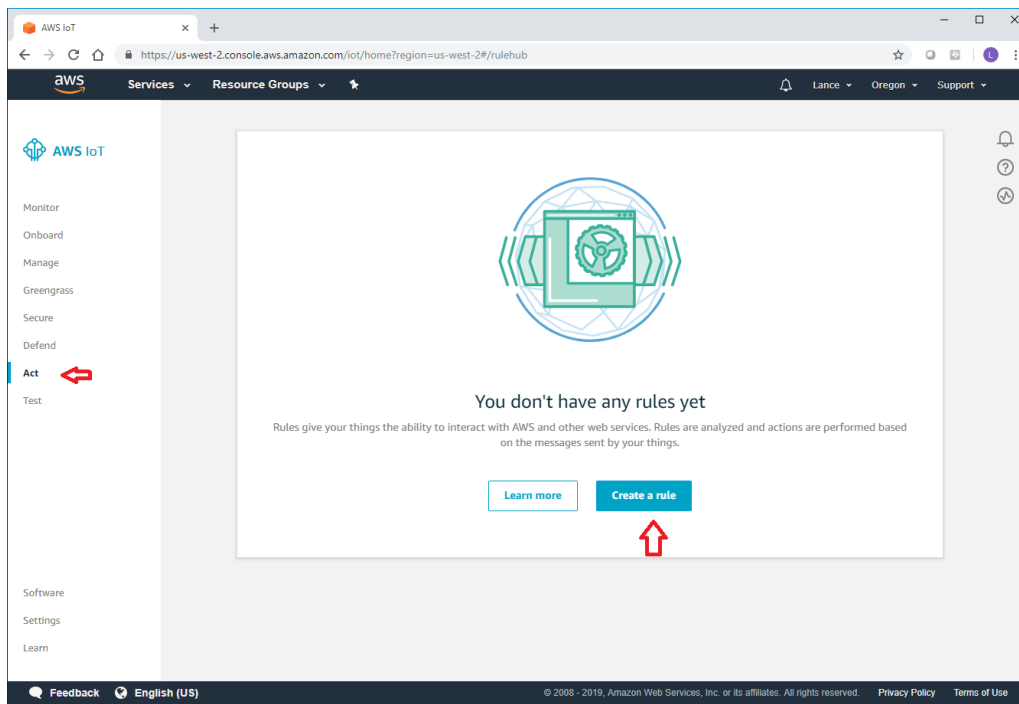 AWS IoT
https://us-west-2.console.aws.amazon.com/iot/home?region=us-west-2#/rulehub
L
aws
Services
Resource Groups
Lance
Oregon
Support
AWS IoT
Monitor
Onboard
Manage
Greengrass
Secure
Defend
Act
Test
You don't have any rules yet
Rules give your things the ability to interact with AWS and other web services. Rules are analyzed and actions are performed based
on the messages sent by your things.
Learn more
Create a rule
Software
Settings
Learn
Feedback
English (US)
© 2008 - 2019, Amazon Web Services, Inc. or its affiliates. All rights reserved.
Privacy Policy
Terms of Use